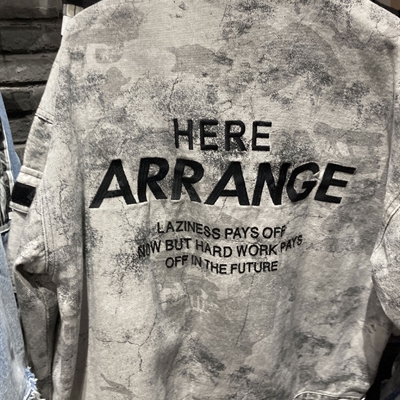 HERE
ARRANGE
LAZINESS PAYS OFF
NOW BUT HARD WORK PAYS
OFF IN THE FUTURE